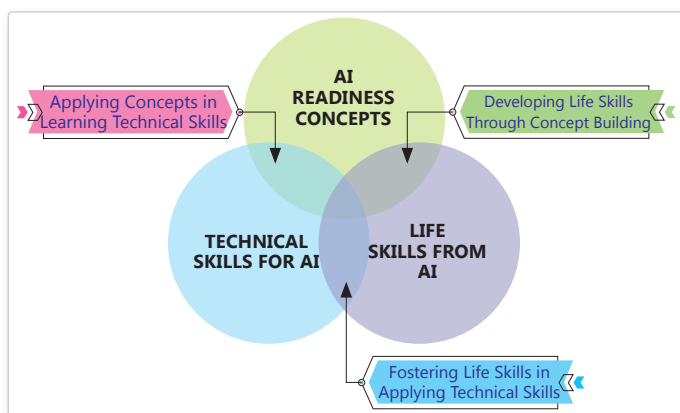 AI
READINESS
CONCEPTS
Applying Concepts in
Learning Technical Skills
Developing Life Skills
Through Concept Building
TECHNICAL
SKILLS FOR AI
LIFE
SKILLS FROM
AI
Fostering Life Skills in
Applying Technical Skills